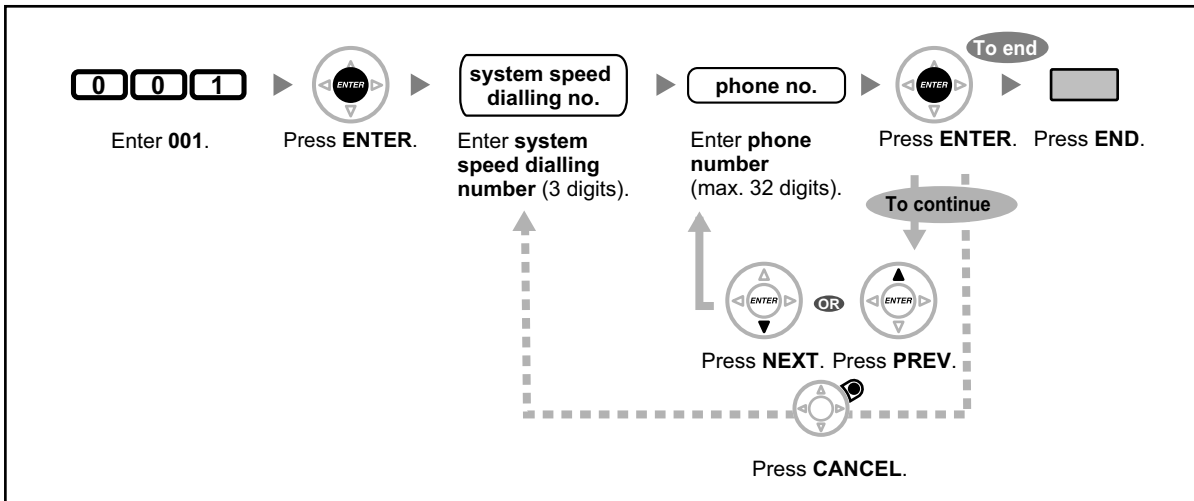 To end
0 0 1
ENTER
system speed
dialling no.
phone no.
ENTER
Enter 001.
Press ENTER.
Enter system
speed dialling
number (3 digits).
Enter phone
number
(max. 32 digits).
Press ENTER.
Press END.
To continue
ENTER
OR
ENTER
Press NEXT.
Press PREV.
Press CANCEL.